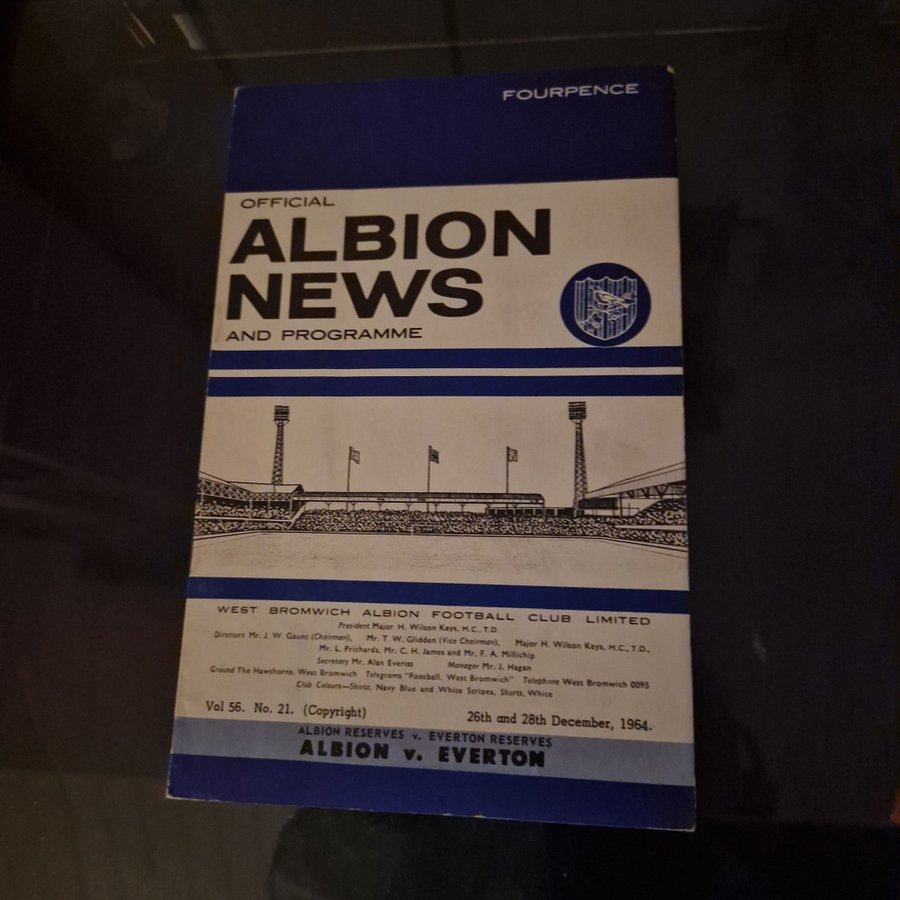 FOURPENCE
OFFICIAL
ALBION
NEWS
AND PROGRAMME
WEST BROMWICH ALBION FOOTBALL CLUB LIMITED
President Major H. Wilson Keys, M.C., T.D.
Directors Mr. J. W. Gaunt (Chairman), Mr. T. W. Glidden (Vice Chairman), Major H. Wilson Keys, M.C., T.D.,
Mr. L. Prichards, Mr. C. H. James and Mr. F. A. Millichip
Secretary Mr. Alan Everiss Manager Mr. J. Hagan
Ground The Hawthorns, West Bromwich Telegrams "Football, West Bromwich" Telephone West Bromwich 0095
Club Colours—Shirts, Navy Blue and White Stripes, Shorts, White
Vol 56. No. 21. (Copyright) 26th and 28th December, 1964.
ALBION RESERVES v. EVERTON RESERVES
ALBION v. EVERTON